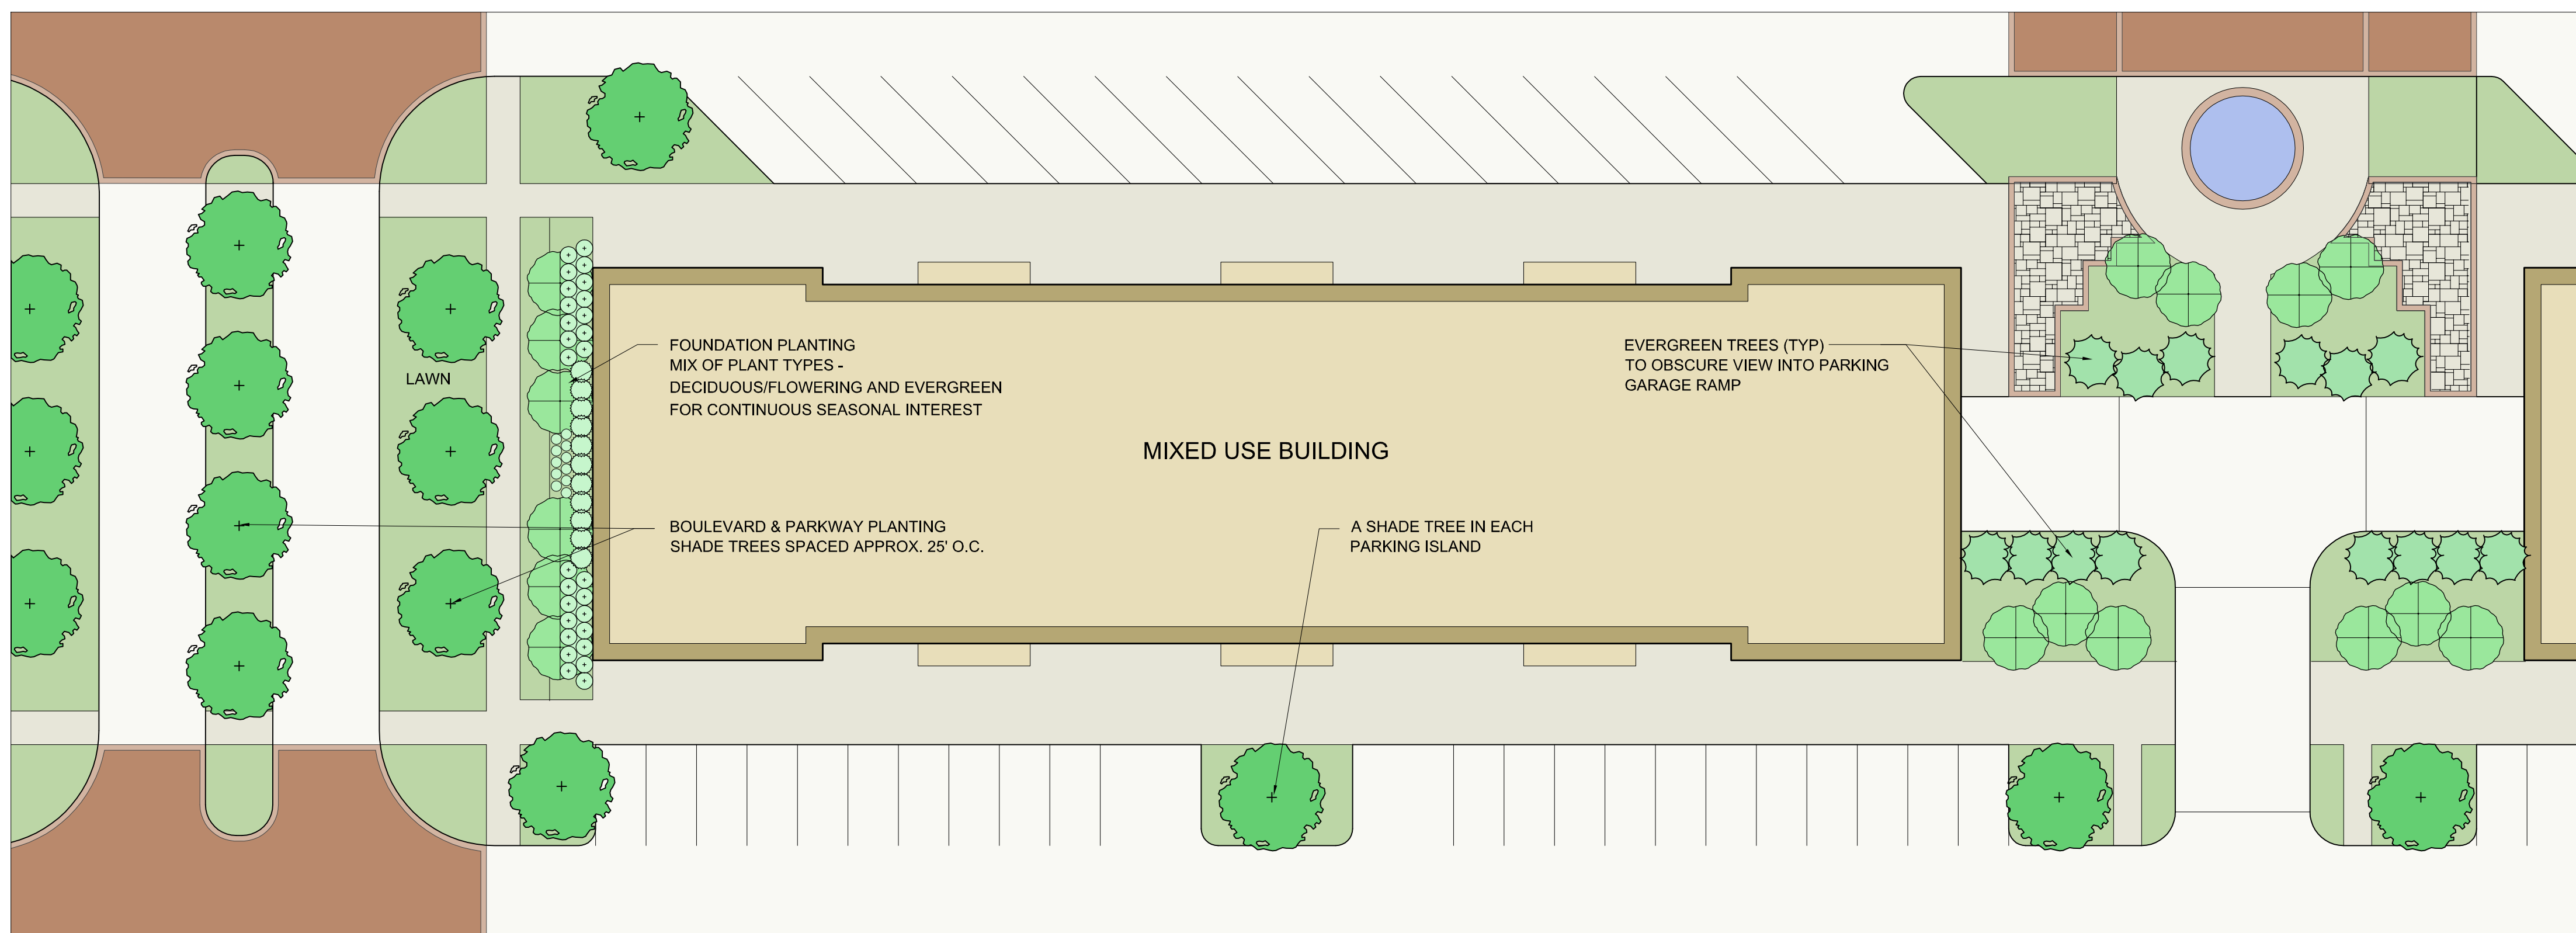 FOUNDATION PLANTING
MIX OF PLANT TYPES -
DECIDUOUS/FLOWERING AND EVERGREEN
FOR CONTINUOUS SEASONAL INTEREST
EVERGREEN TREES (TYP)
TO OBSCURE VIEW INTO PARKING
GARAGE RAMP
LAWN
MIXED USE BUILDING
BOULEVARD & PARKWAY PLANTING
SHADE TREES SPACED APPROX. 25' O.C.
A SHADE TREE IN EACH
PARKING ISLAND